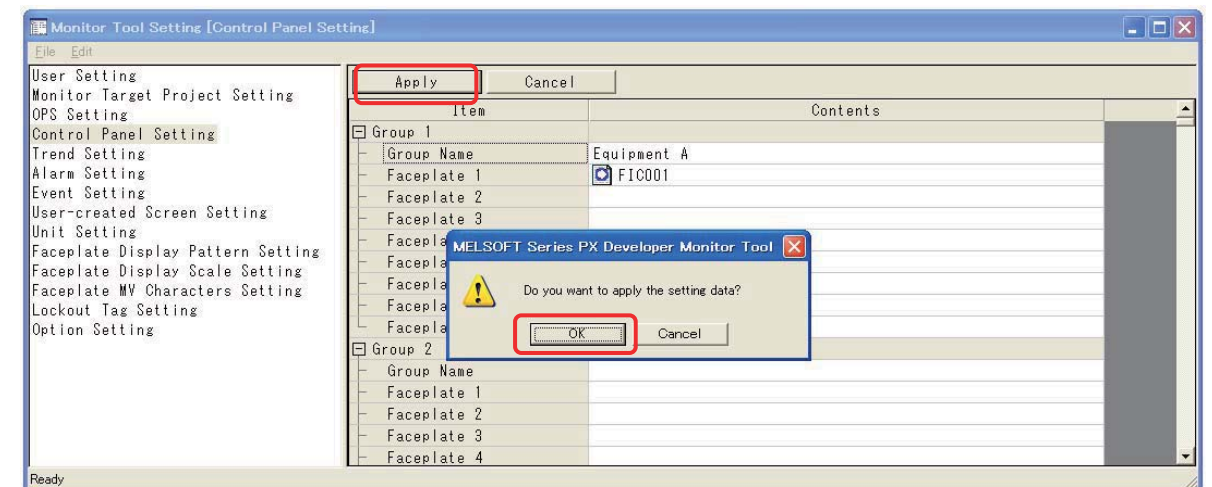 Monitor Tool Setting [Control Panel Setting]
File Edit
User Setting
Monitor Target Project Setting
OPS Setting
Control Panel Setting
Trend Setting
Alarm Setting
Event Setting
User-created Screen Setting
Unit Setting
Faceplate Display Pattern Setting
Faceplate Display Scale Setting
Faceplate MV Characters Setting
Lockout Tag Setting
Option Setting
Apply Cancel
Item Contents
Group 1
Group Name Equipment A
Faceplate 1 FIC001
Faceplate 2
Faceplate 3
Facepla
Facepla
Facepla
Facepla
Facepla
Group 2
Group Name
Faceplate 1
Faceplate 2
Faceplate 3
Faceplate 4
MELSOFT Series PX Developer Monitor Tool
Do you want to apply the setting data?
OK Cancel
Ready